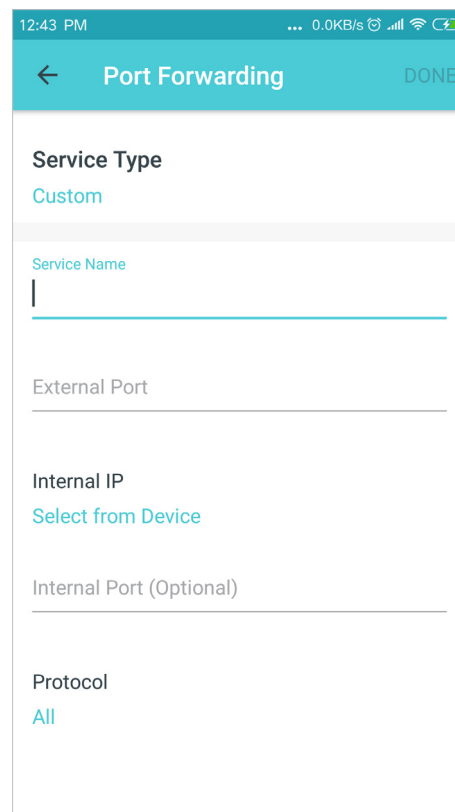 12:43 PM ... 0.0KB/s
Port Forwarding DONE
Service Type
Custom
Service Name
External Port
Internal IP
Select from Device
Internal Port (Optional)
Protocol
All